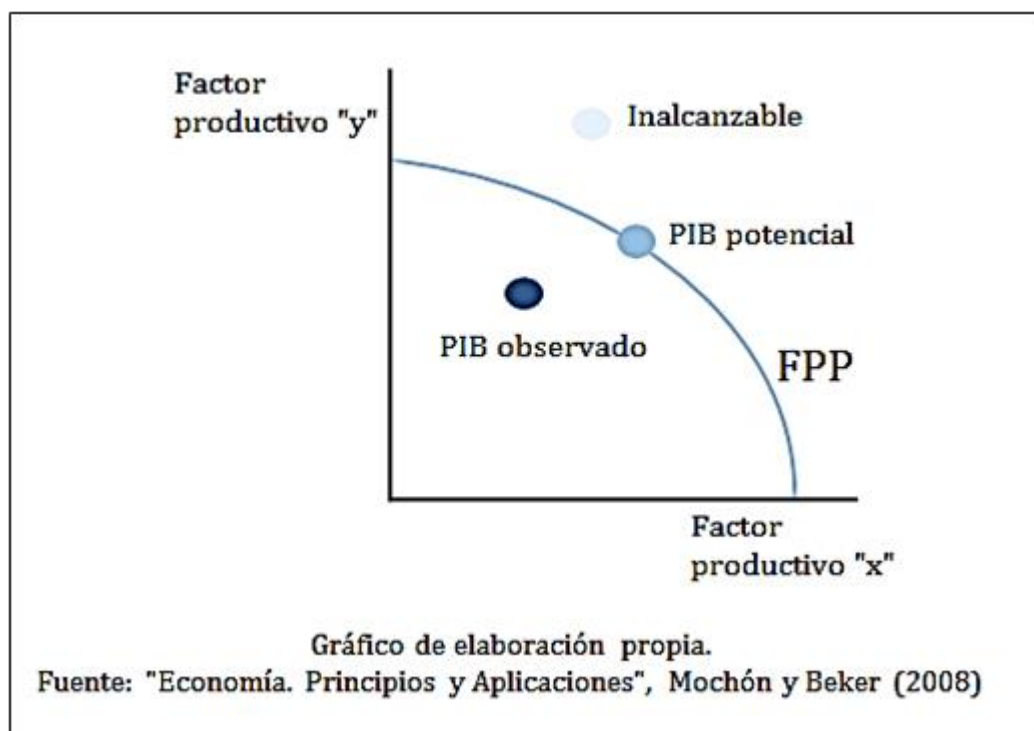 Factor
productivo "y"
Inalcanzable
PIB potencial
PIB observado
FPP
Factor
productivo "x"
Gráfico de elaboración propia.
Fuente: "Economía. Principios y Aplicaciones", Mochón y Beker (2008)